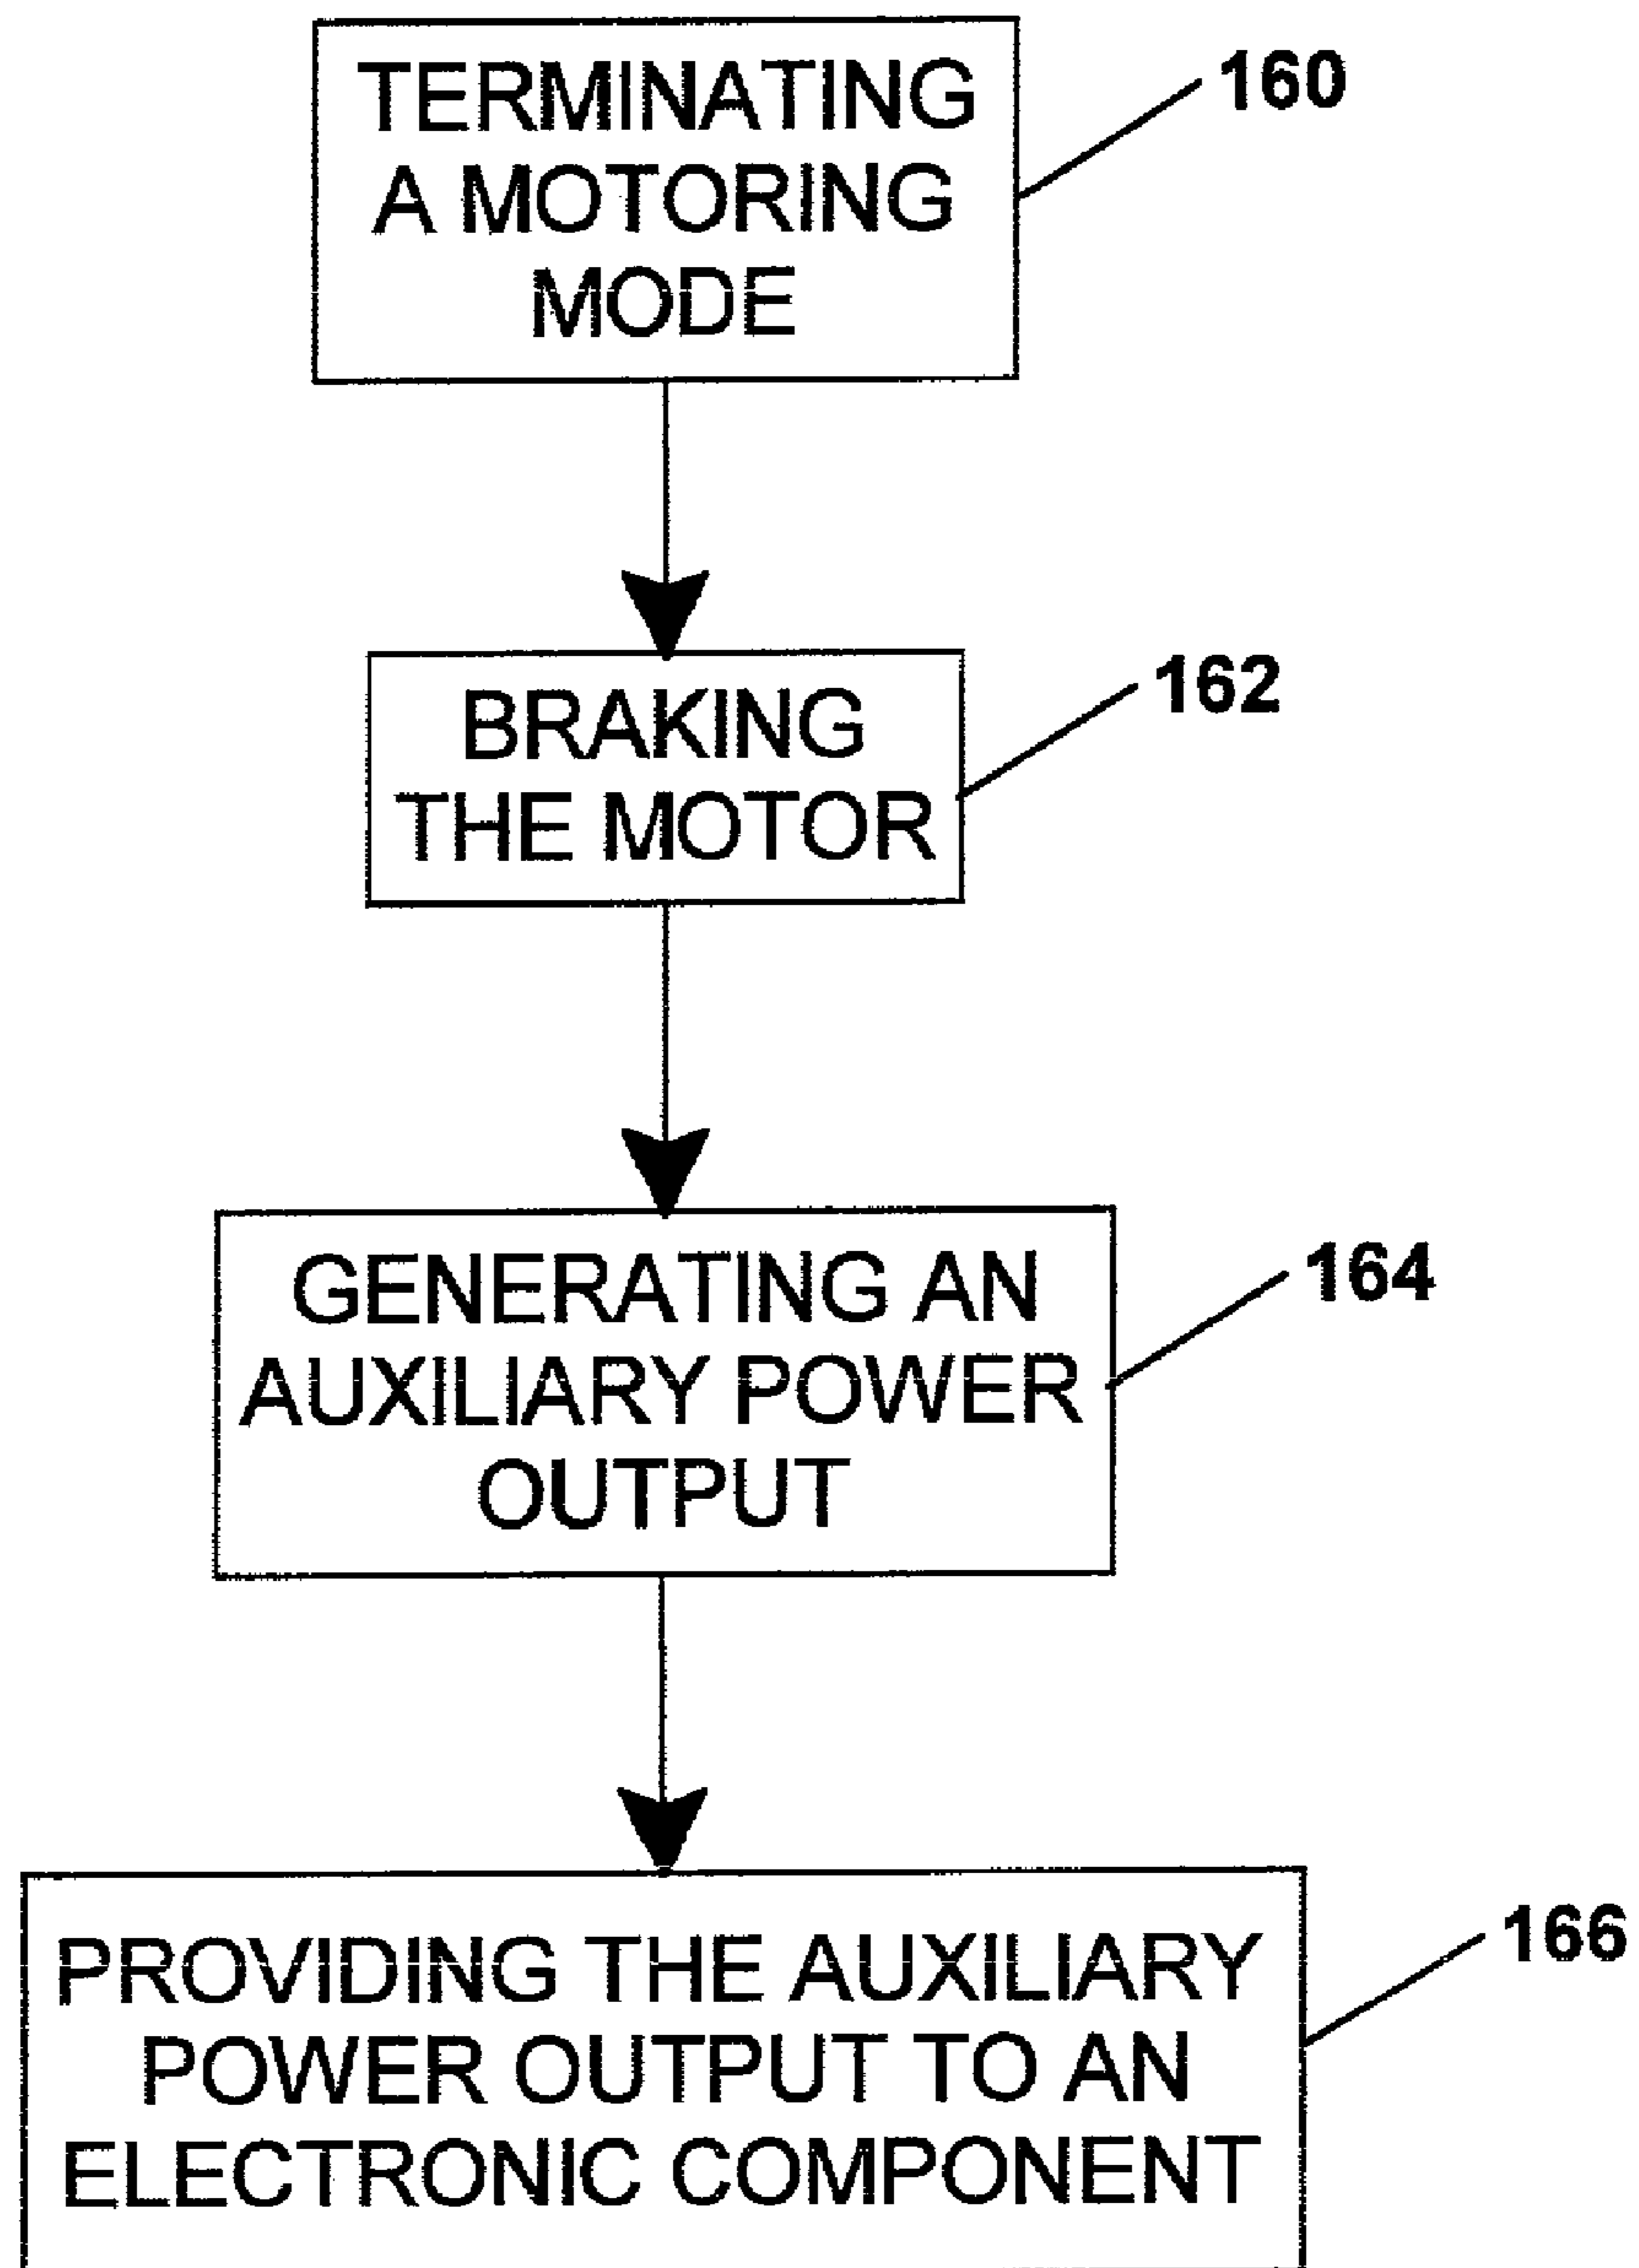 TERMINATING
A MOTORING
MODE
160
BRAKING
THE MOTOR
162
GENERATING AN
AUXILIARY POWER
OUTPUT
164
PROVIDING THE AUXILIARY
POWER OUTPUT TO AN
ELECTRONIC COMPONENT
166